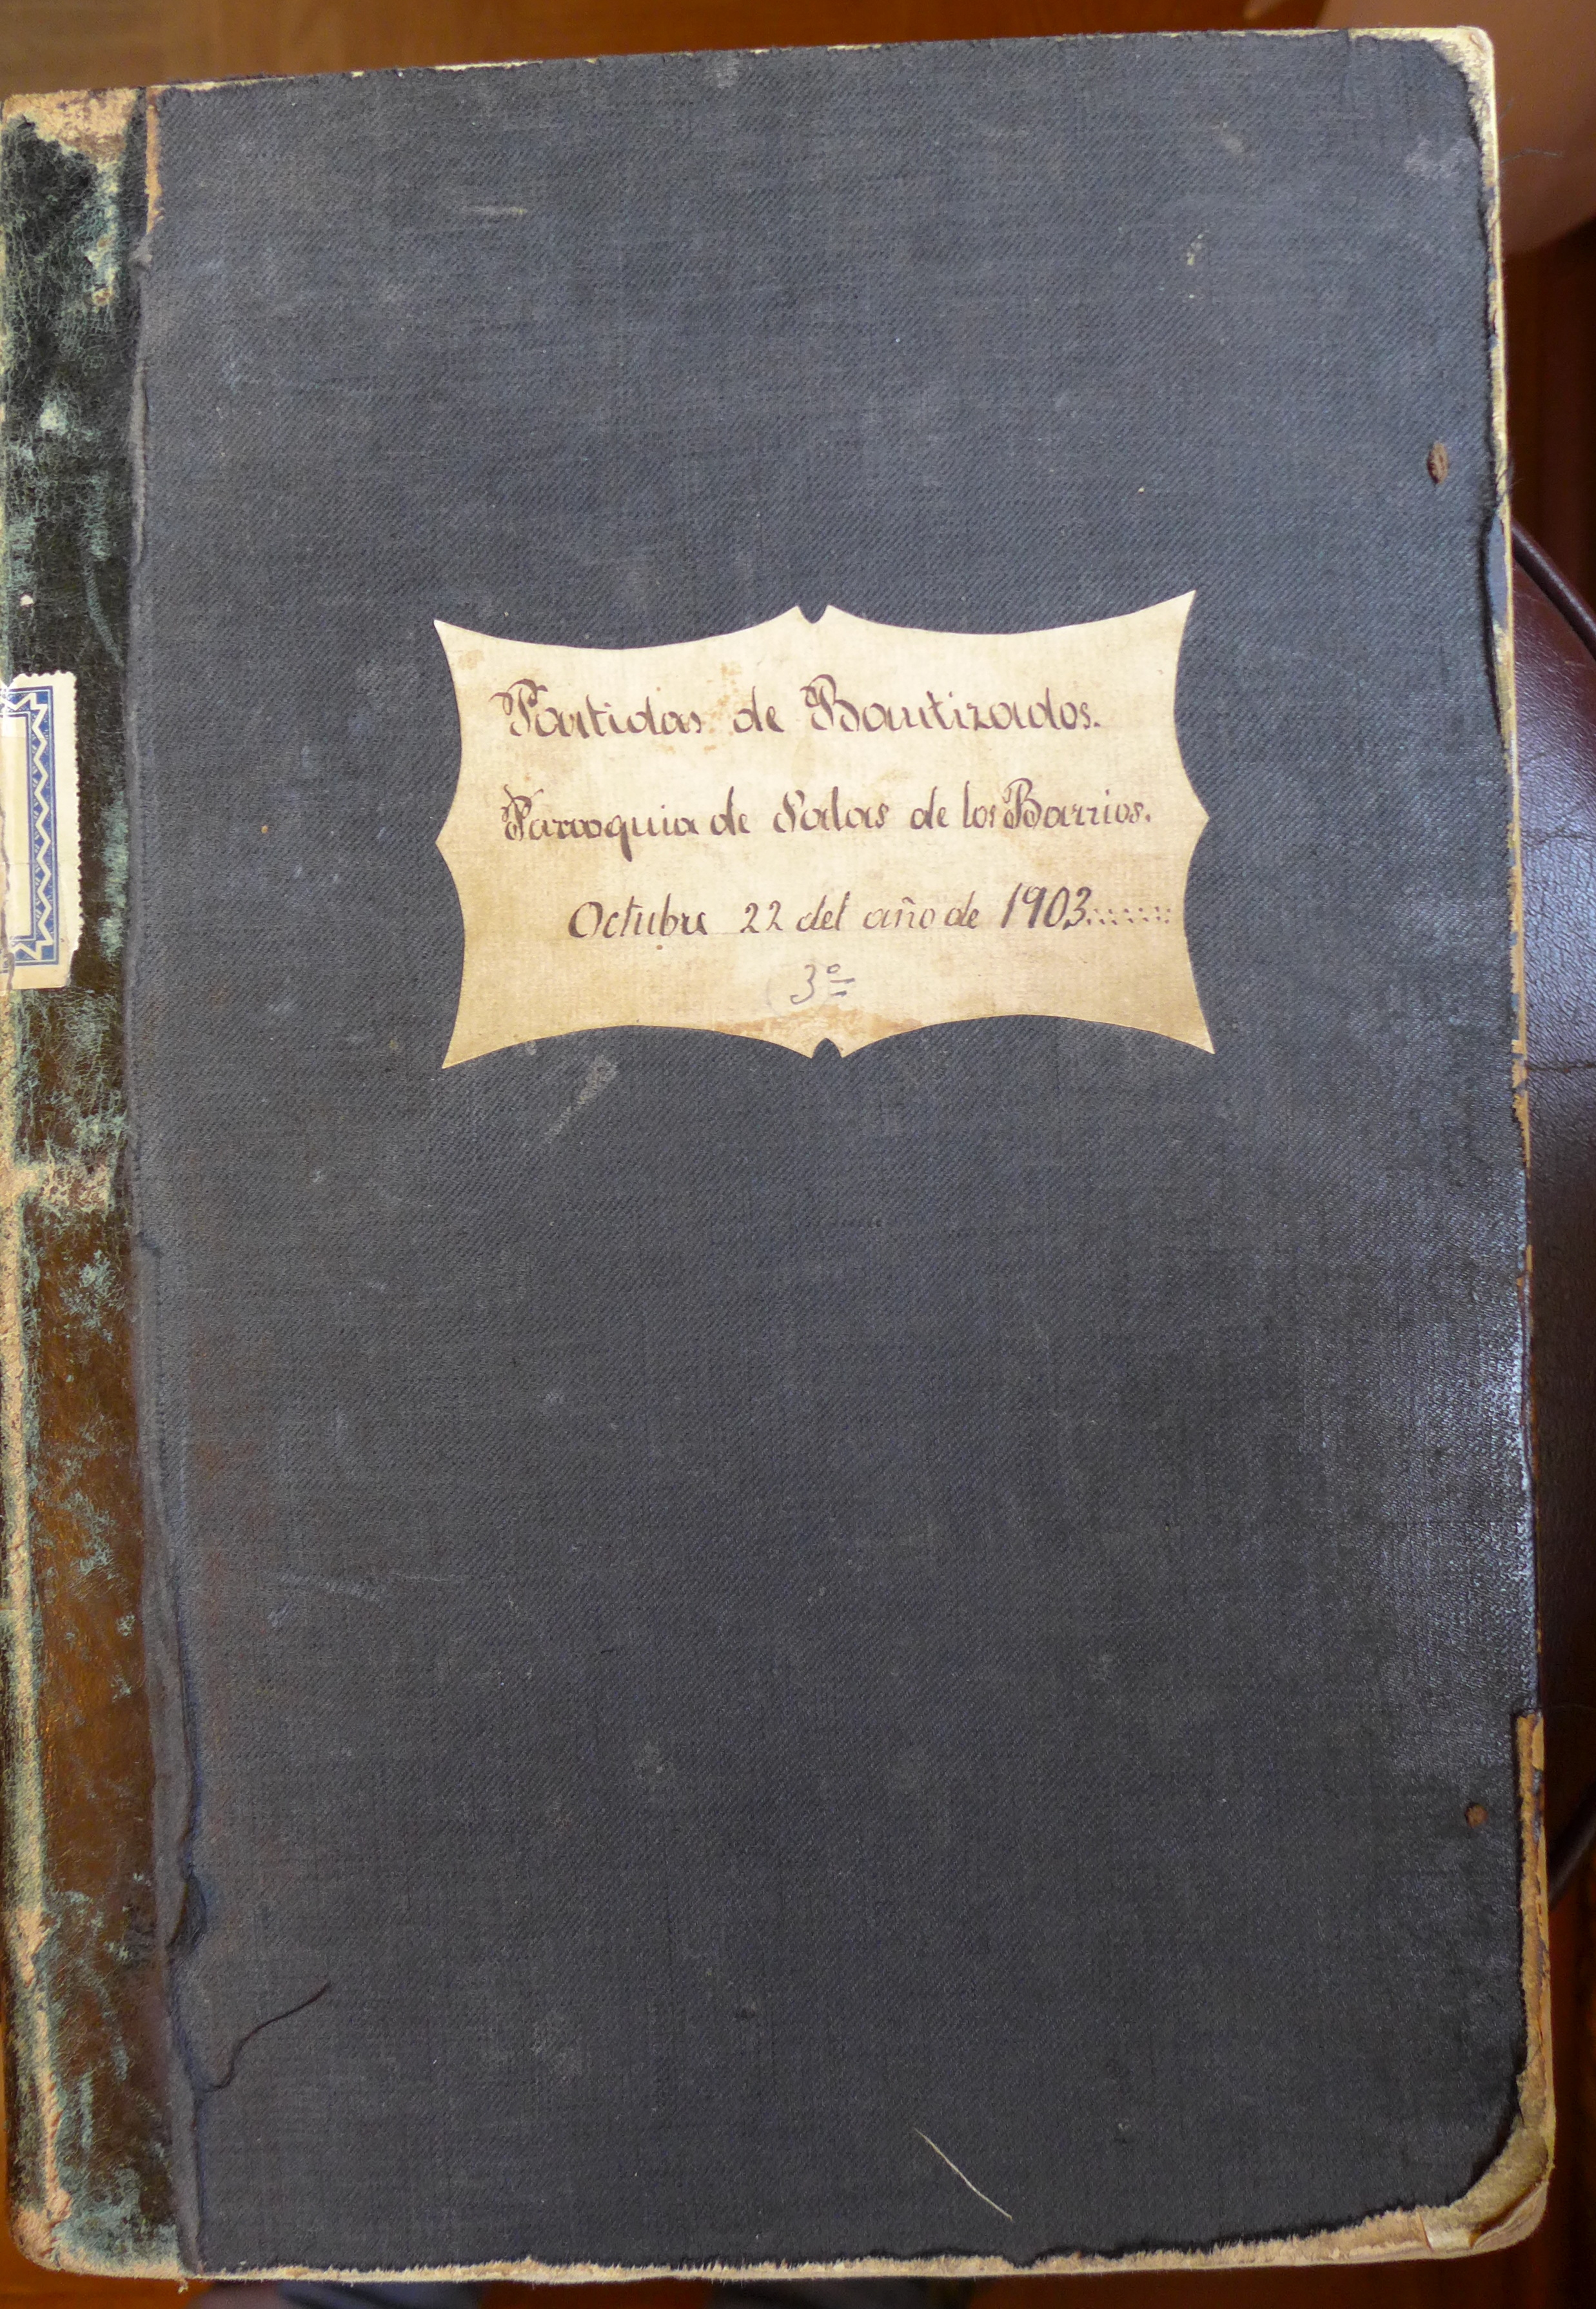 Partidas de Bautizados.
Parroquia de Salas de los Barrios.
Octubre 22 del año de 1903......
3º